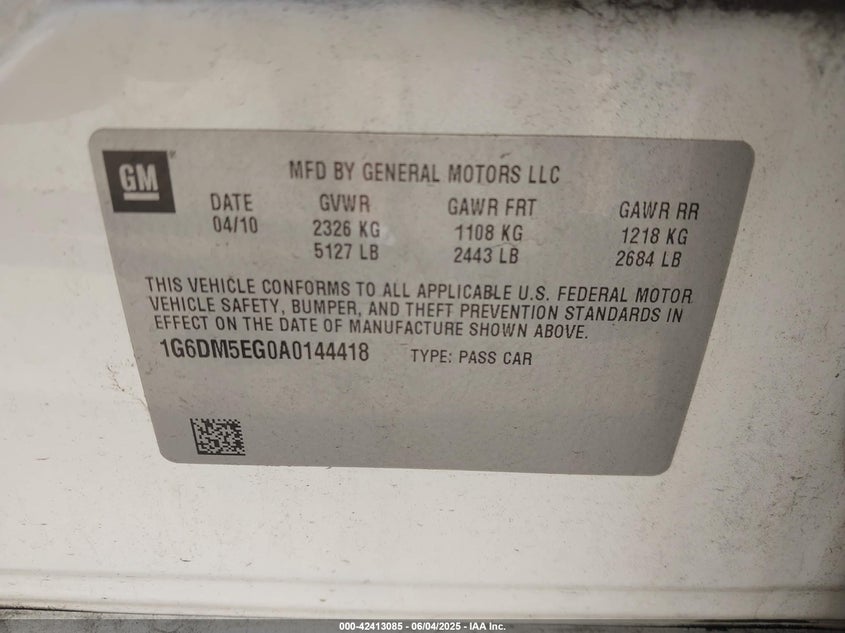 GM
MFD BY GENERAL MOTORS LLC
DATE GVWR GAWR FRT GAWR RR
04/10 2326 KG 1108 KG 1218 KG
5127 LB 2443 LB 2684 LB
THIS VEHICLE CONFORMS TO ALL APPLICABLE U.S. FEDERAL MOTOR
VEHICLE SAFETY, BUMPER, AND THEFT PREVENTION STANDARDS IN
EFFECT ON THE DATE OF MANUFACTURE SHOWN ABOVE.
1G6DM5EG0A0144418 TYPE: PASS CAR
000-42413085 - 06/04/2025 - IAA Inc.